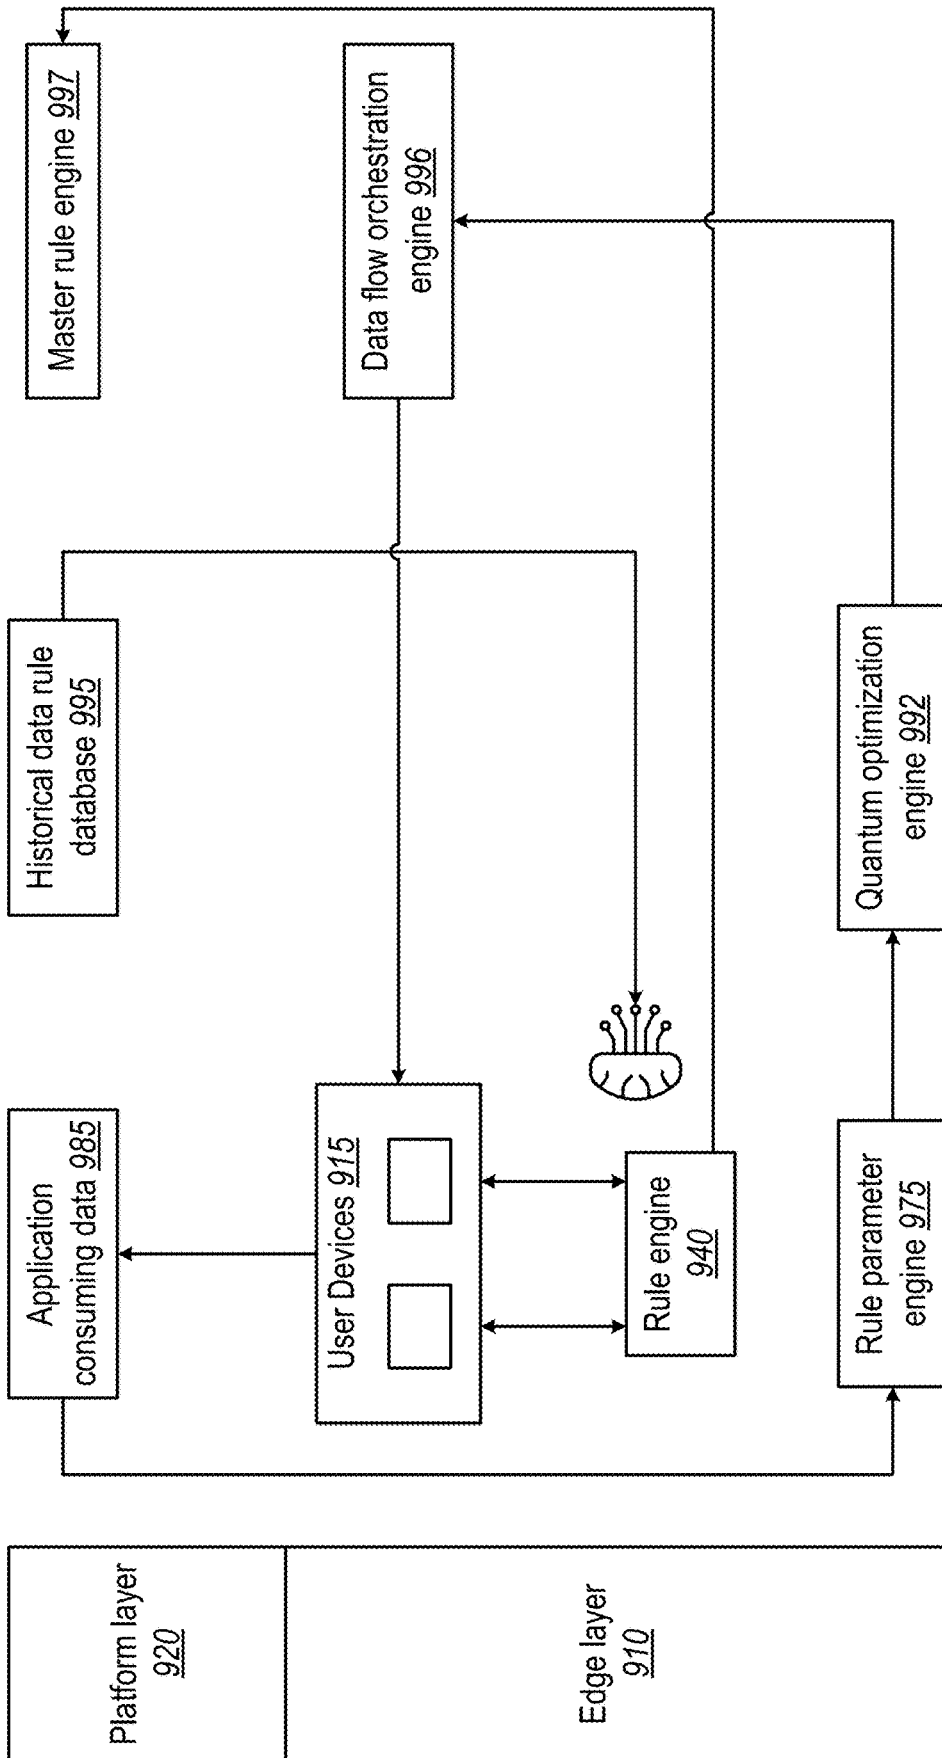 Platform layer
920
Edge layer
910
Application
consuming data 985
Historical data rule
database 995
Master rule engine 997
User Devices 915
Data flow orchestration
engine 996
Rule engine
940
Rule parameter
engine 975
Quantum optimization
engine 992